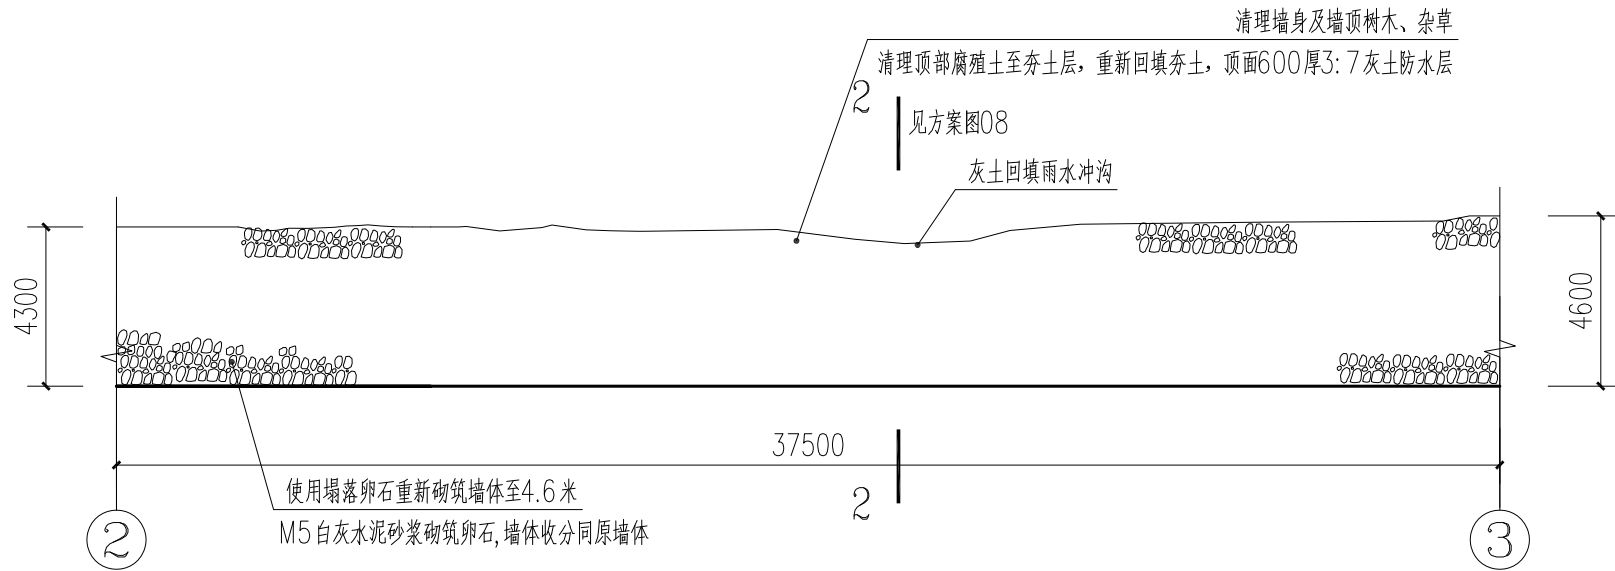 清理墙身及墙顶树木、杂草
清理顶部腐殖土至夯土层，重新回填夯土，顶面600厚3:7灰土防水层
2
见方案图08
灰土回填雨水冲沟
4300
4600
37500
使用塌落卵石重新砌筑墙体至4.6米
2
M5白灰水泥砂浆砌筑卵石,墙体收分同原墙体
2
3